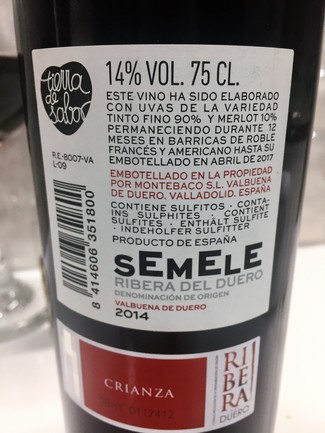 tierra
de
sabor
14% VOL. 75 CL.
ESTE VINO HA SIDO ELABORADO
CON UVAS DE LA VARIEDAD
TINTO FINO 90% Y MERLOT 10%
PERMANECIENDO DURANTE 12
MESES EN BARRICAS DE ROBLE
FRANCÉS Y AMERICANO HASTA SU
EMBOTELLADO EN ABRIL DE 2017
R.E.-8007-VA
L-09
EMBOTELLADO EN LA PROPIEDAD
POR MONTEBACO S.L. VALBUENA
DE DUERO. VALLADOLID. ESPAÑA
CONTIENE SULFITOS - CONTA-
INS SULPHITES - CONTIENT
SULFITES - ENTHÄLT SULFITE
- INDEHOLFER SULFITTER
PRODUCTO DE ESPAÑA
SEMELE
RIBERA DEL DUERO
DENOMINACIÓN DE ORIGEN
VALBUENA DE DUERO
2014
8 414606 351800
CRIANZA
0117412
RIBERA
DUERO